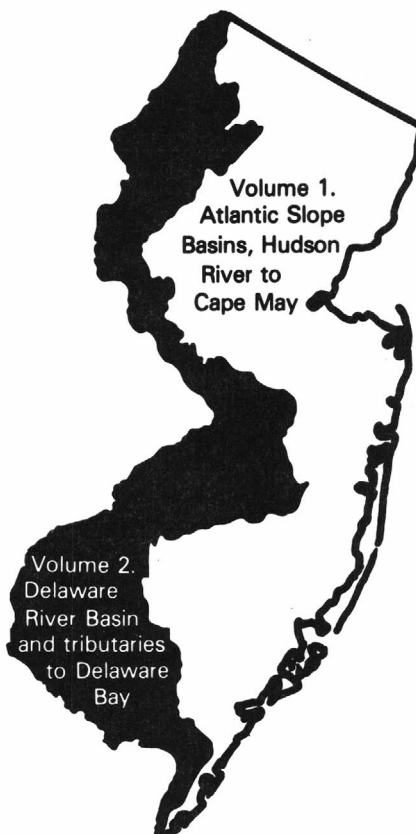 Volume 1.
Atlantic Slope
Basins, Hudson
River to
Cape May
Volume 2.
Delaware
River Basin
and tributaries
to Delaware
Bay